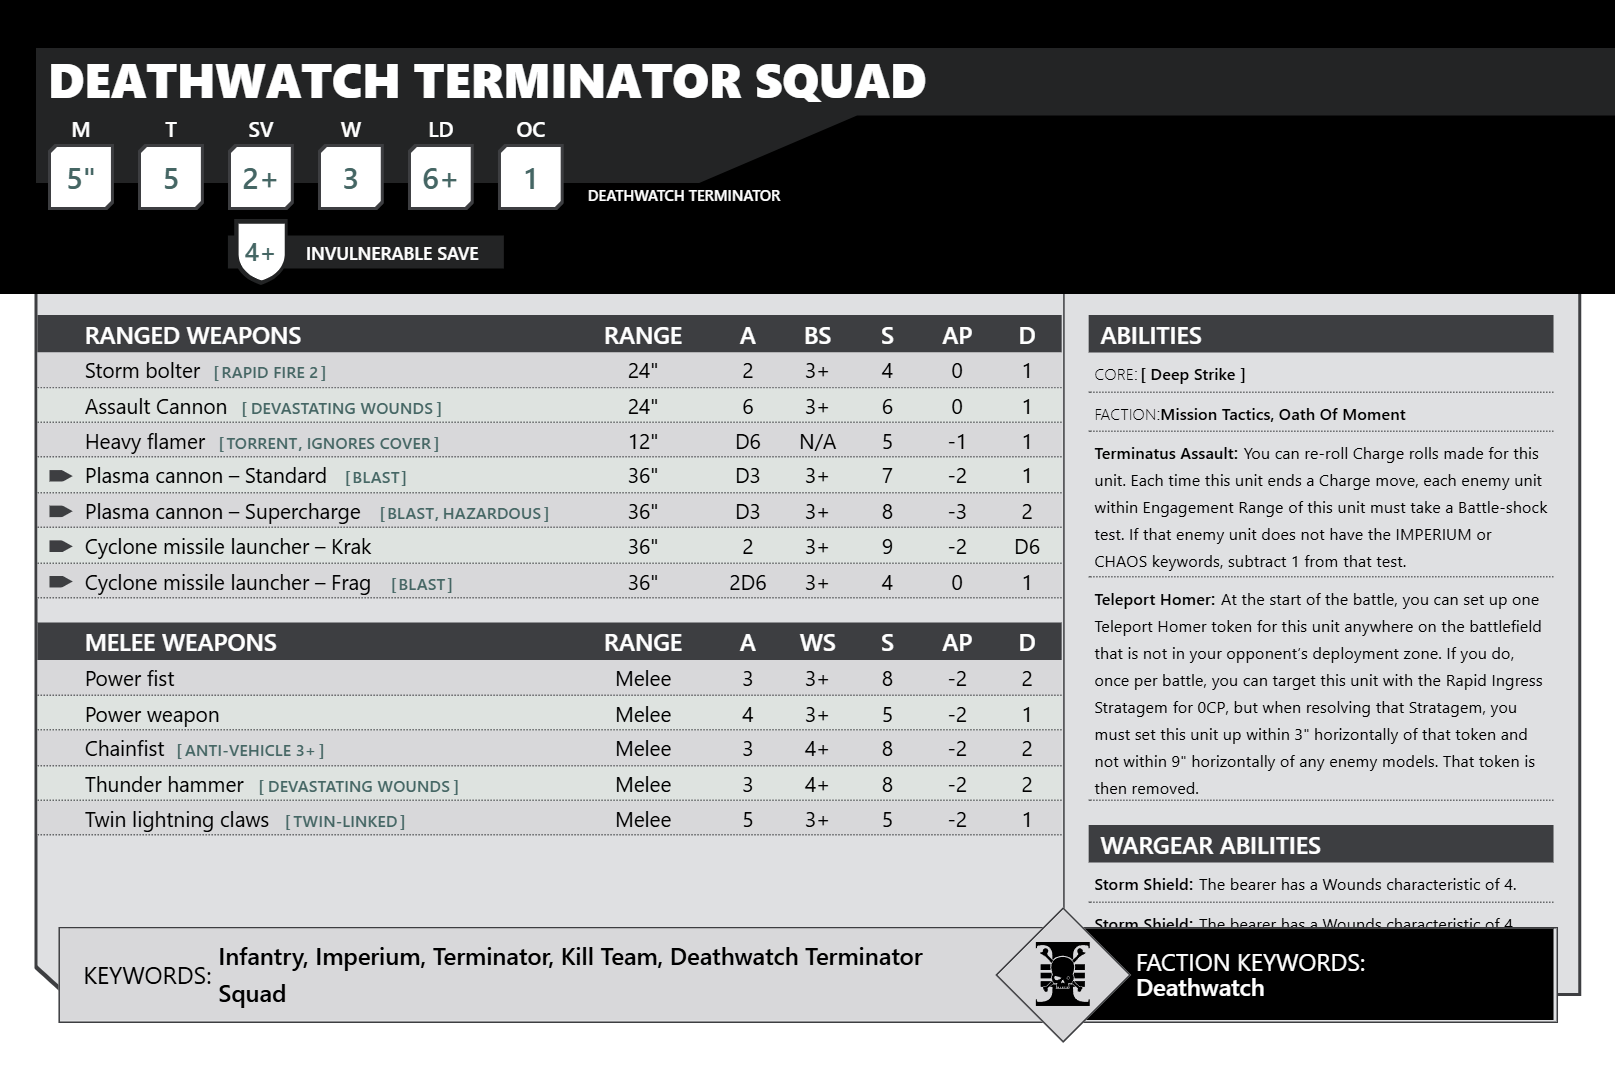 DEATHWATCH TERMINATOR SQUAD
M T SV W LD OC
5" 5 2+ 3 6+ 1
DEATHWATCH TERMINATOR
4+ INVULNERABLE SAVE
RANGED WEAPONS RANGE A BS S AP D
Storm bolter [RAPID FIRE 2] 24" 2 3+ 4 0 1
Assault Cannon [DEVASTATING WOUNDS] 24" 6 3+ 6 0 1
Heavy flamer [TORRENT, IGNORES COVER] 12" D6 N/A 5 -1 1
Plasma cannon – Standard [BLAST] 36" D3 3+ 7 -2 1
Plasma cannon – Supercharge [BLAST, HAZARDOUS] 36" D3 3+ 8 -3 2
Cyclone missile launcher – Krak 36" 2 3+ 9 -2 D6
Cyclone missile launcher – Frag [BLAST] 36" 2D6 3+ 4 0 1
MELEE WEAPONS RANGE A WS S AP D
Power fist Melee 3 3+ 8 -2 2
Power weapon Melee 4 3+ 5 -2 1
Chainfist [ANTI-VEHICLE 3+] Melee 3 4+ 8 -2 2
Thunder hammer [DEVASTATING WOUNDS] Melee 3 4+ 8 -2 2
Twin lightning claws [TWIN-LINKED] Melee 5 3+ 5 -2 1
ABILITIES
CORE: [ Deep Strike ]
FACTION:Mission Tactics, Oath Of Moment
Terminatus Assault: You can re-roll Charge rolls made for this
unit. Each time this unit ends a Charge move, each enemy unit
within Engagement Range of this unit must take a Battle-shock
test. If that enemy unit does not have the IMPERIUM or
CHAOS keywords, subtract 1 from that test.
Teleport Homer: At the start of the battle, you can set up one
Teleport Homer token for this unit anywhere on the battlefield
that is not in your opponent’s deployment zone. If you do,
once per battle, you can target this unit with the Rapid Ingress
Stratagem for 0CP, but when resolving that Stratagem, you
must set this unit up within 3" horizontally of that token and
not within 9" horizontally of any enemy models. That token is
then removed.
WARGEAR ABILITIES
Storm Shield: The bearer has a Wounds characteristic of 4.
Storm Shield: The bearer has a Wounds characteristic of 4.
KEYWORDS: Infantry, Imperium, Terminator, Kill Team, Deathwatch Terminator
Squad
FACTION KEYWORDS:
Deathwatch